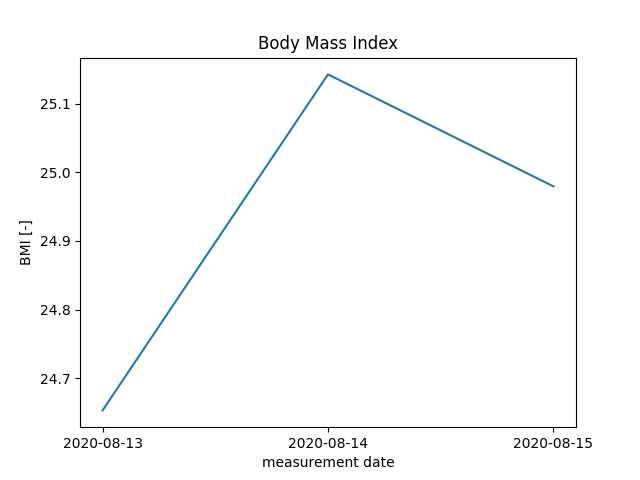 Body Mass Index
BMI [-]
25.1
25.0
24.9
24.8
24.7
2020-08-13
2020-08-14
2020-08-15
measurement date